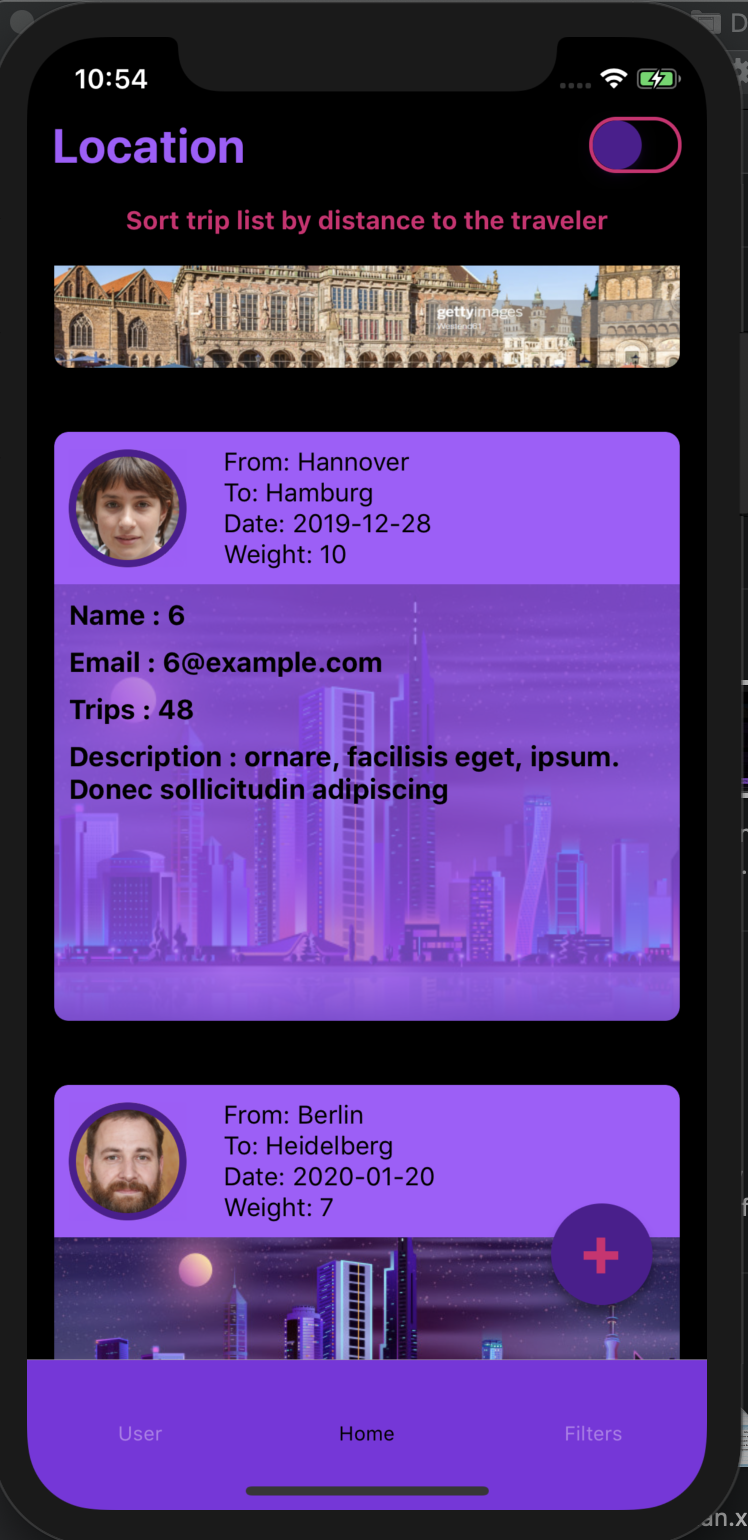 10:54
Location
Sort trip list by distance to the traveler
gettyimages
From: Hannover
To: Hamburg
Date: 2019-12-28
Weight: 10
Name : 6
Email : 6@example.com
Trips : 48
Description : ornare, facilisis eget, ipsum.
Donec sollicitudin adipiscing
From: Berlin
To: Heidelberg
Date: 2020-01-20
Weight: 7
+
User
Home
Filters